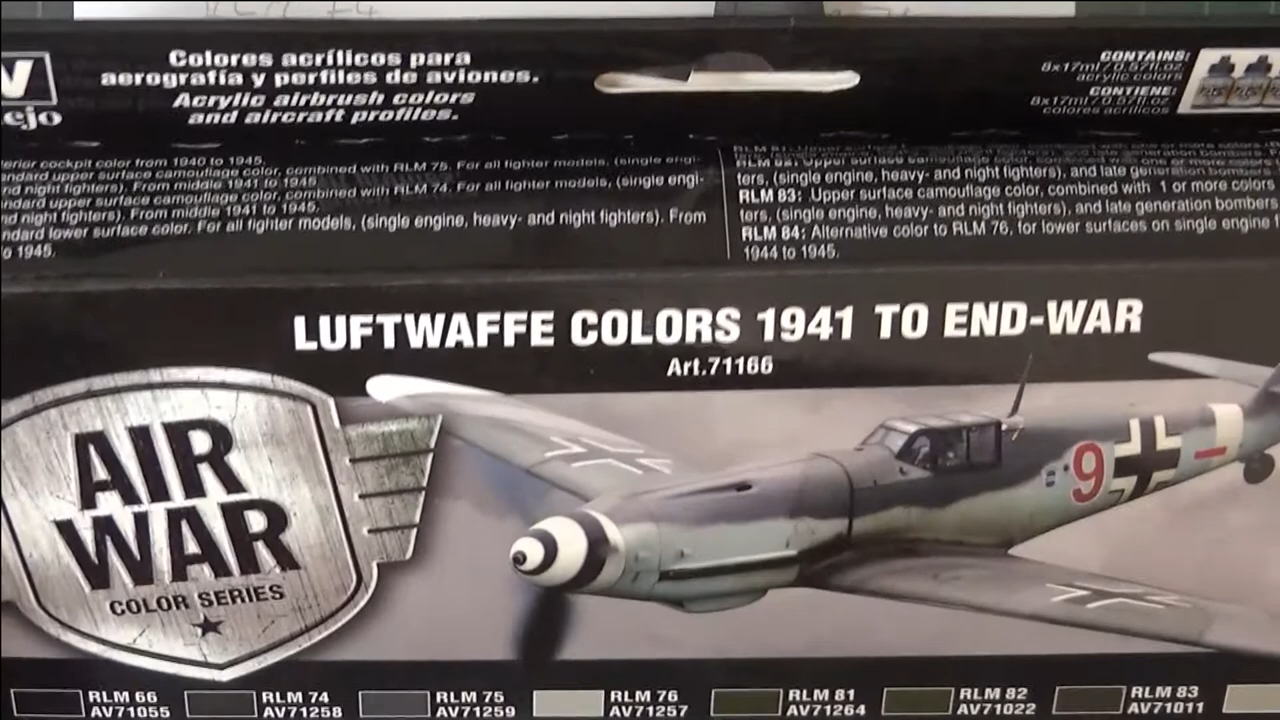 Colores acrílicos para
aerografía y perfiles de aviones.
Acrylic airbrush colors
and aircraft profiles.
CONTAINS:
8x17ml / 0.57fl.oz.
acrylic colors
CONTIENE:
8x17ml / 0.57fl.oz.
colores acrílicos
ejo
erior cockpit color from 1940 to 1945.
ndard upper surface camouflage color, combined with RLM 75. For all fighter models, (single engi-
nd night fighters). From middle 1941 to 1945.
ndard upper surface camouflage color, combined with RLM 74. For all fighter models, (single engi-
nd night fighters). From middle 1941 to 1945.
ndard lower surface color. For all fighter models, (single engine, heavy- and night fighters). From
o 1945.
ters, (single engine, heavy- and night fighters), and late generation bombers
RLM 83: Upper surface camouflage color, combined with 1 or more colors
ters, (single engine, heavy- and night fighters), and late generation bombers
RLM 84: Alternative color to RLM 76, for lower surfaces on single engine
1944 to 1945.
LUFTWAFFE COLORS 1941 TO END-WAR
Art.71166
AIR
WAR
COLOR SERIES
9
RLM 66
AV71055
RLM 74
AV71258
RLM 75
AV71259
RLM 76
AV71257
RLM 81
AV71264
RLM 82
AV71022
RLM 83
AV71011